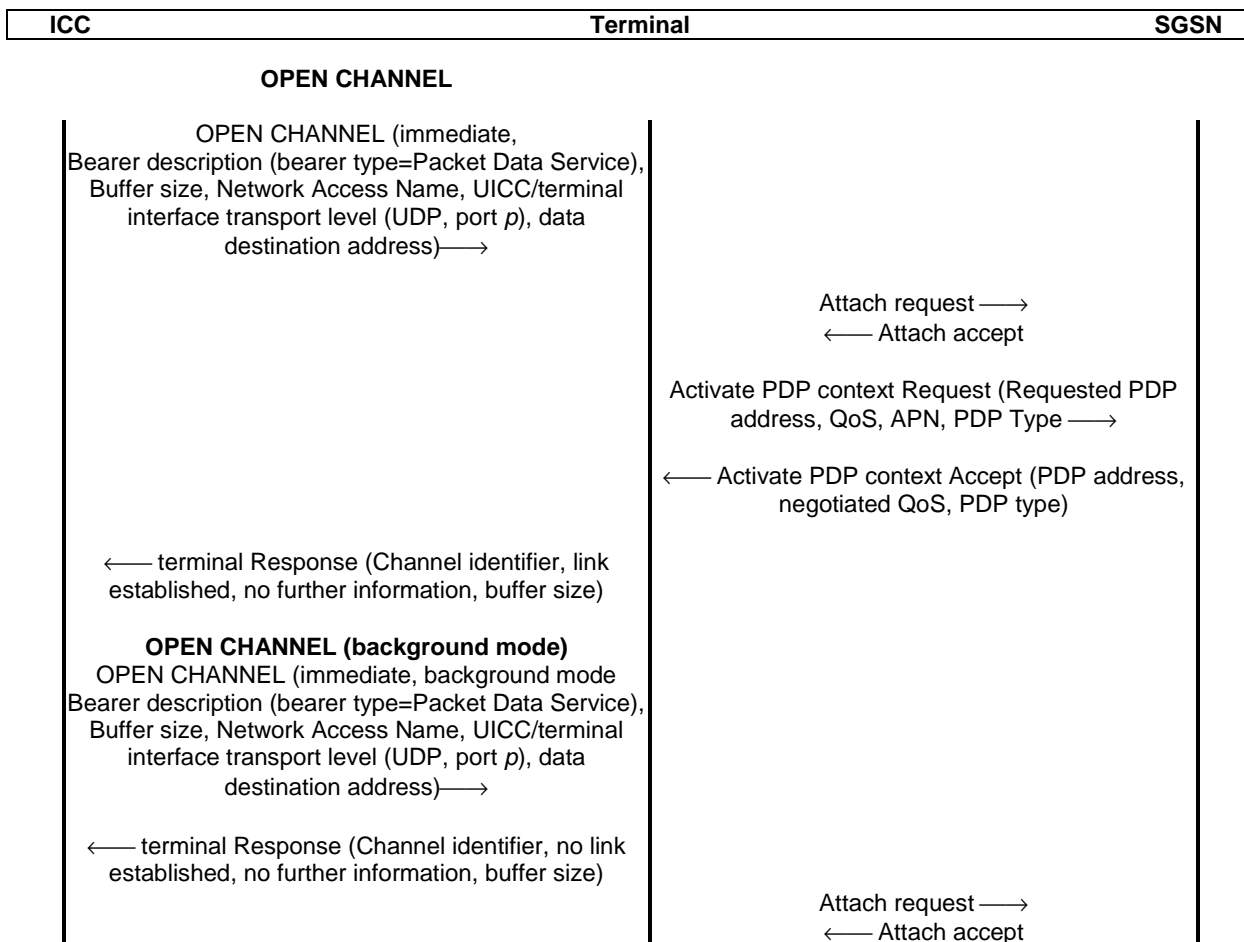 ICC Terminal SGSN
OPEN CHANNEL
OPEN CHANNEL (immediate,
Bearer description (bearer type=Packet Data Service),
Buffer size, Network Access Name, UICC/terminal
interface transport level (UDP, port p), data
destination address)——→
Attach request ——→
←—— Attach accept
Activate PDP context Request (Requested PDP
address, QoS, APN, PDP Type ——→
←—— Activate PDP context Accept (PDP address,
negotiated QoS, PDP type)
←—— terminal Response (Channel identifier, link
established, no further information, buffer size)
OPEN CHANNEL (background mode)
OPEN CHANNEL (immediate, background mode
Bearer description (bearer type=Packet Data Service),
Buffer size, Network Access Name, UICC/terminal
interface transport level (UDP, port p), data
destination address)——→
←—— terminal Response (Channel identifier, no link
established, no further information, buffer size)
Attach request ——→
←—— Attach accept